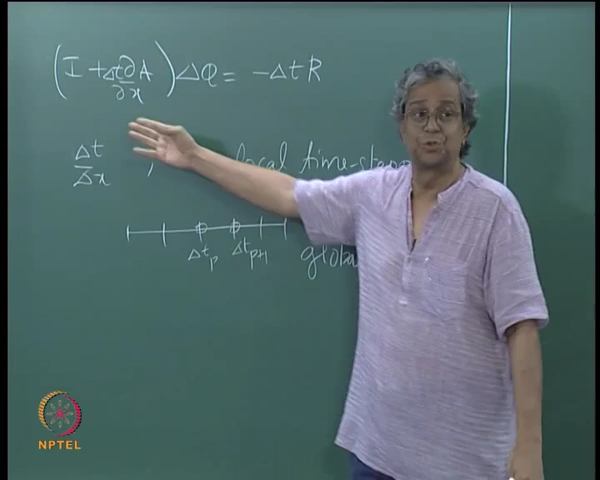 (I + Δt ∂/∂x A) ΔQ = -Δt R
Δt/Δx , local time-step
Δt_p Δt_p+1 global
NPTEL